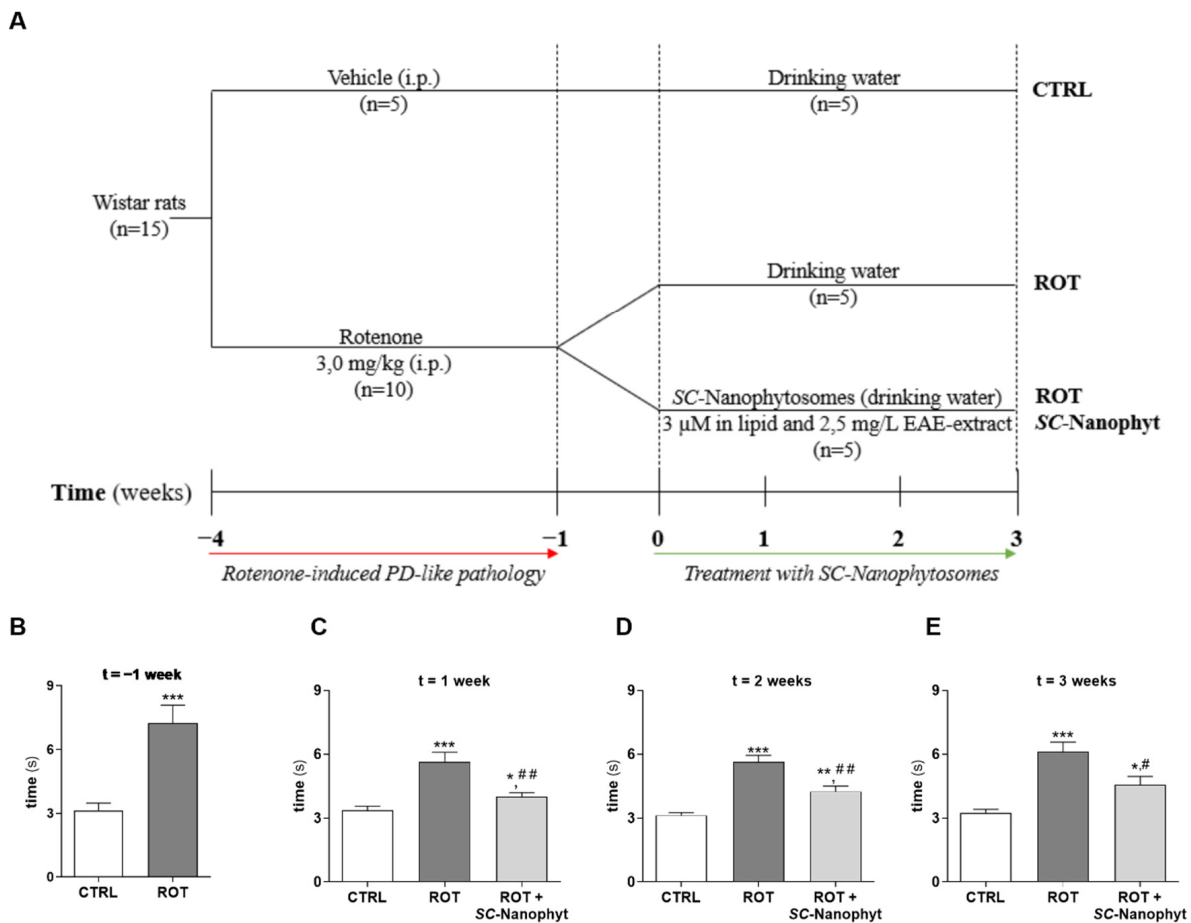 A
Vehicle (i.p.)
(n=5)
Drinking water
(n=5)
CTRL
Wistar rats
(n=15)
Drinking water
(n=5)
ROT
Rotenone
3,0 mg/kg (i.p.)
(n=10)
SC-Nanophytosomes (drinking water)
3 µM in lipid and 2,5 mg/L EAE-extract
(n=5)
ROT
SC-Nanophyt
Time (weeks)
−4 −1 0 1 2 3
Rotenone-induced PD-like pathology
Treatment with SC-Nanophytosomes
B
t = −1 week
time (s)
9
6
3
0
***
CTRL ROT
C
t = 1 week
time (s)
9
6
3
0
***
*, ##
CTRL ROT ROT +
SC-Nanophyt
D
t = 2 weeks
time (s)
9
6
3
0
***
**, ##
CTRL ROT ROT +
SC-Nanophyt
E
t = 3 weeks
time (s)
9
6
3
0
***
*,#
CTRL ROT ROT +
SC-Nanophyt